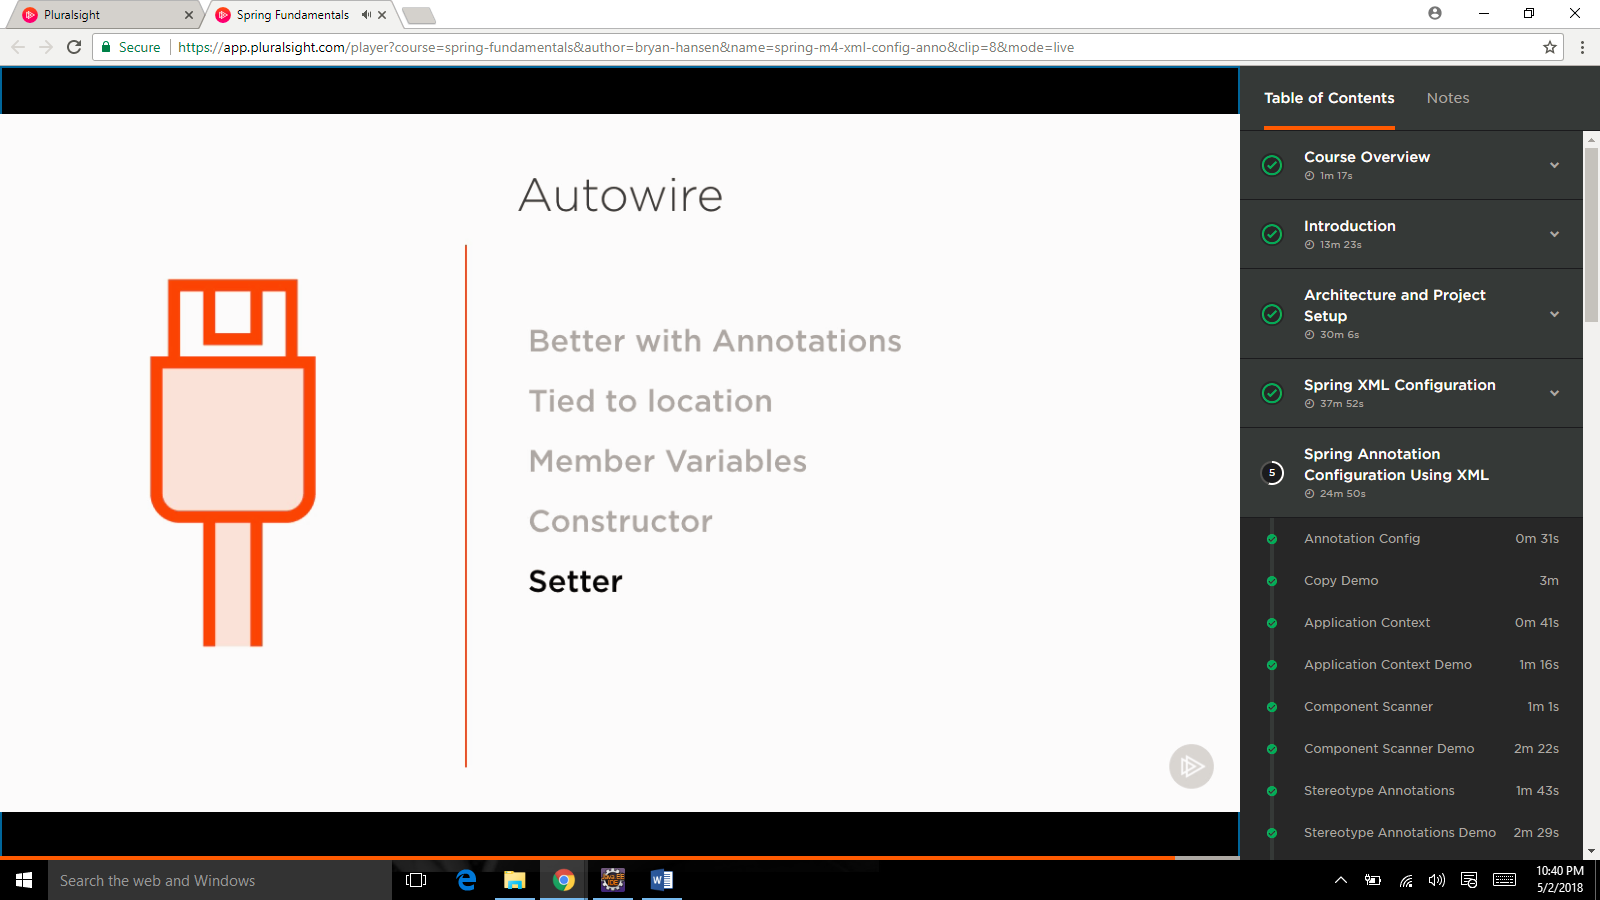 Pluralsight
Spring Fundamentals
Secure
https://app.pluralsight.com/player?course=spring-fundamentals&author=bryan-hansen&name=spring-m4-xml-config-anno&clip=8&mode=live
Autowire
Better with Annotations
Tied to location
Member Variables
Constructor
Setter
Table of Contents
Notes
Course Overview
1m 17s
Introduction
13m 23s
Architecture and Project
Setup
30m 6s
Spring XML Configuration
37m 52s
5
Spring Annotation
Configuration Using XML
24m 50s
Annotation Config 0m 31s
Copy Demo 3m
Application Context 0m 41s
Application Context Demo 1m 16s
Component Scanner 1m 1s
Component Scanner Demo 2m 22s
Stereotype Annotations 1m 43s
Stereotype Annotations Demo 2m 29s
Search the web and Windows
10:40 PM
5/2/2018